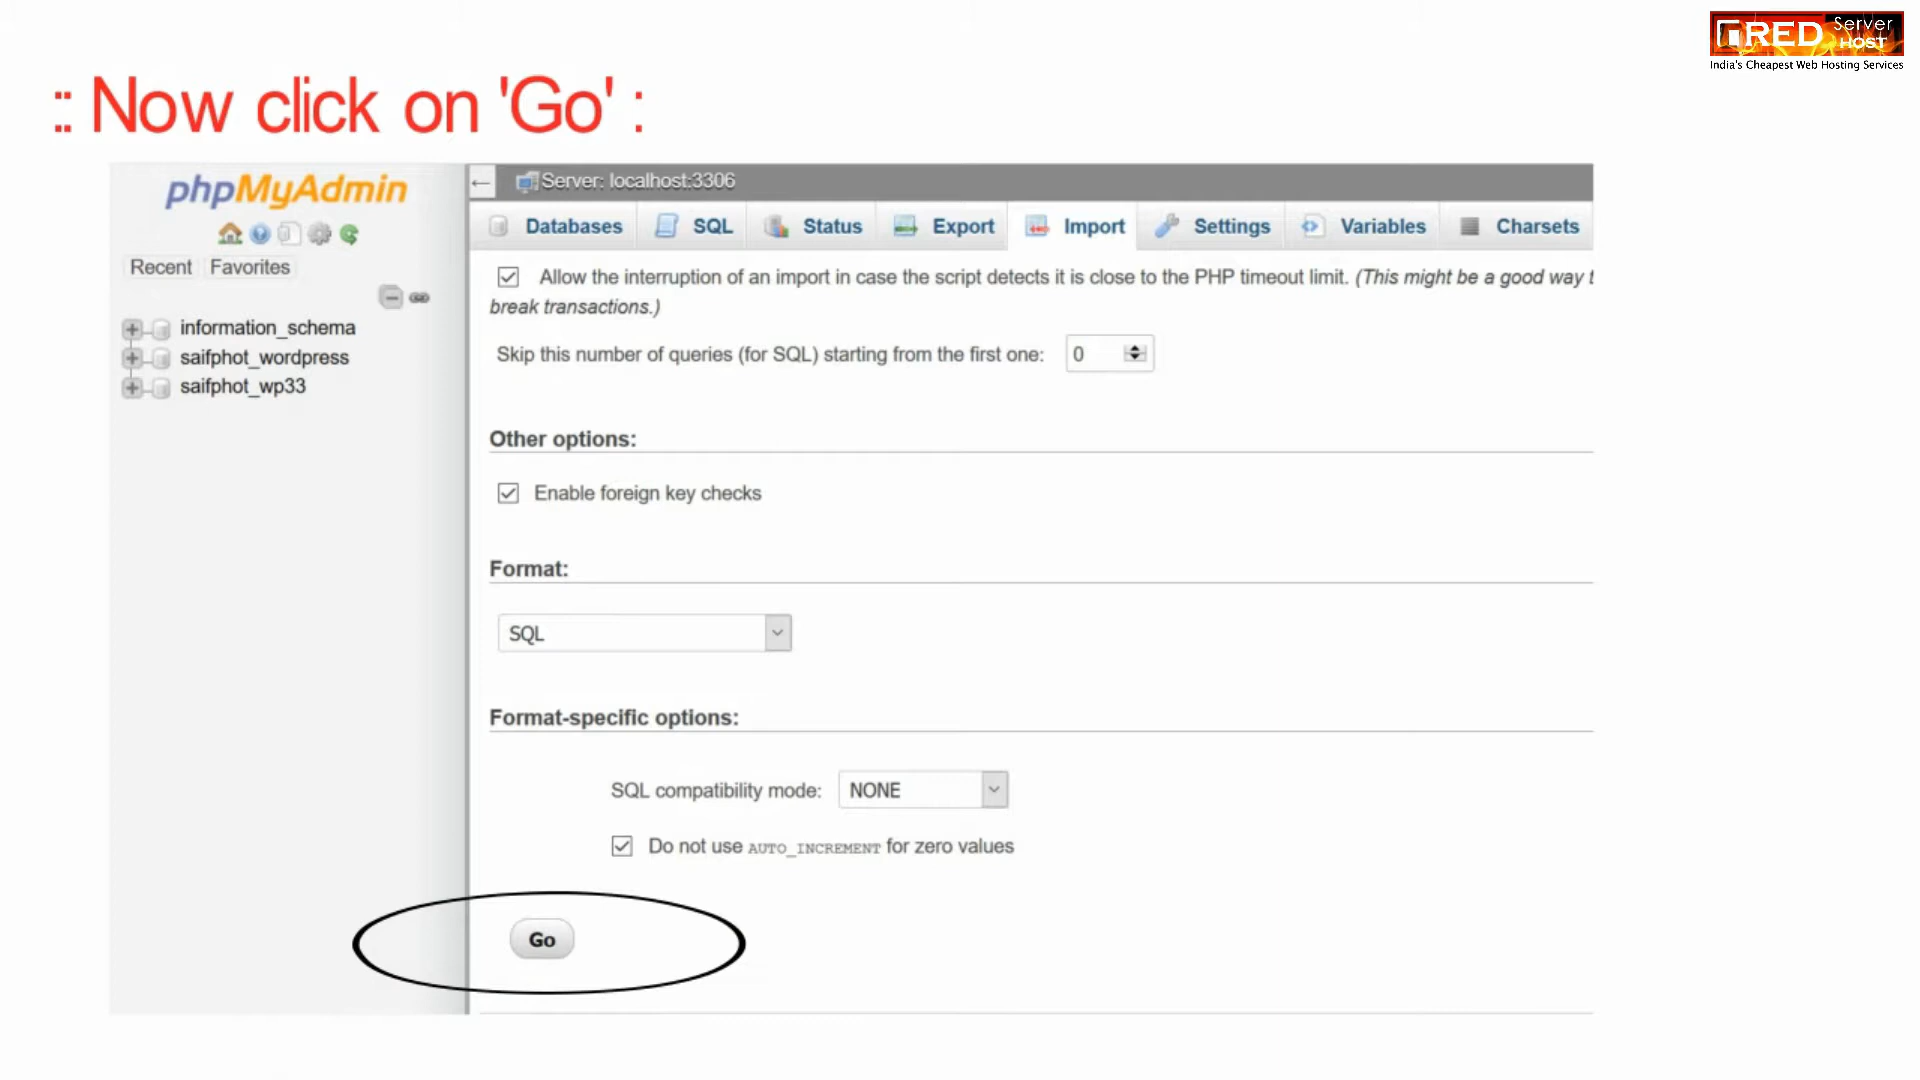 RED Server
HOST
India's Cheapest Web Hosting Services
:: Now click on 'Go' :
phpMyAdmin
Recent Favorites
information_schema
saifphot_wordpress
saifphot_wp33
Server: localhost:3306
Databases SQL Status Export Import Settings Variables Charsets
Allow the interruption of an import in case the script detects it is close to the PHP timeout limit. (This might be a good way t
break transactions.)
Skip this number of queries (for SQL) starting from the first one: 0
Other options:
Enable foreign key checks
Format:
SQL
Format-specific options:
SQL compatibility mode: NONE
Do not use AUTO_INCREMENT for zero values
Go